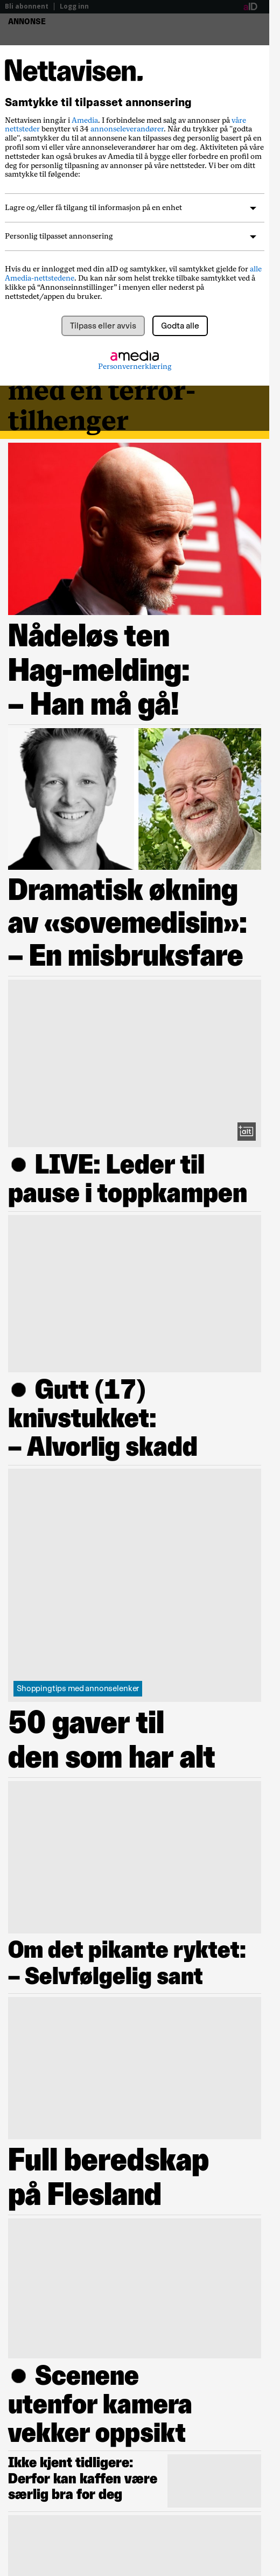 Bli abonnent | Logg inn
aID
ANNONSE
Nettavisen.
Samtykke til tilpasset annonsering
Nettavisen inngår i Amedia. I forbindelse med salg av annonser på våre
nettsteder benytter vi 34 annonseleverandører. Når du trykker på "godta
alle", samtykker du til at annonsene kan tilpasses deg personlig basert på en
profil som vi eller våre annonseleverandører har om deg. Aktiviteten på våre
nettsteder kan også brukes av Amedia til å bygge eller forbedre en profil om
deg for personlig tilpasning av annonser på våre nettsteder. Vi ber om ditt
samtykke til følgende:
Lagre og/eller få tilgang til informasjon på en enhet
Personlig tilpasset annonsering
Hvis du er innlogget med din aID og samtykker, vil samtykket gjelde for alle
Amedia-nettstedene. Du kan når som helst trekke tilbake samtykket ved å
klikke på “Annonseinnstillinger” i menyen eller nederst på
nettstedet/appen du bruker.
Tilpass eller avvis
Godta alle
amedia
Personvernerklæring
med en terror-
tilhenger
Nådeløs ten
Hag-melding:
– Han må gå!
Dramatisk økning
av «sovemedisin»:
– En misbruksfare
+alt
● LIVE: Leder til
pause i toppkampen
● Gutt (17)
knivstukket:
– Alvorlig skadd
Shoppingtips med annonselenker
50 gaver til
den som har alt
Om det pikante ryktet:
– Selvfølgelig sant
Full beredskap
på Flesland
● Scenene
utenfor kamera
vekker oppsikt
Ikke kjent tidligere:
Derfor kan kaffen være
særlig bra for deg